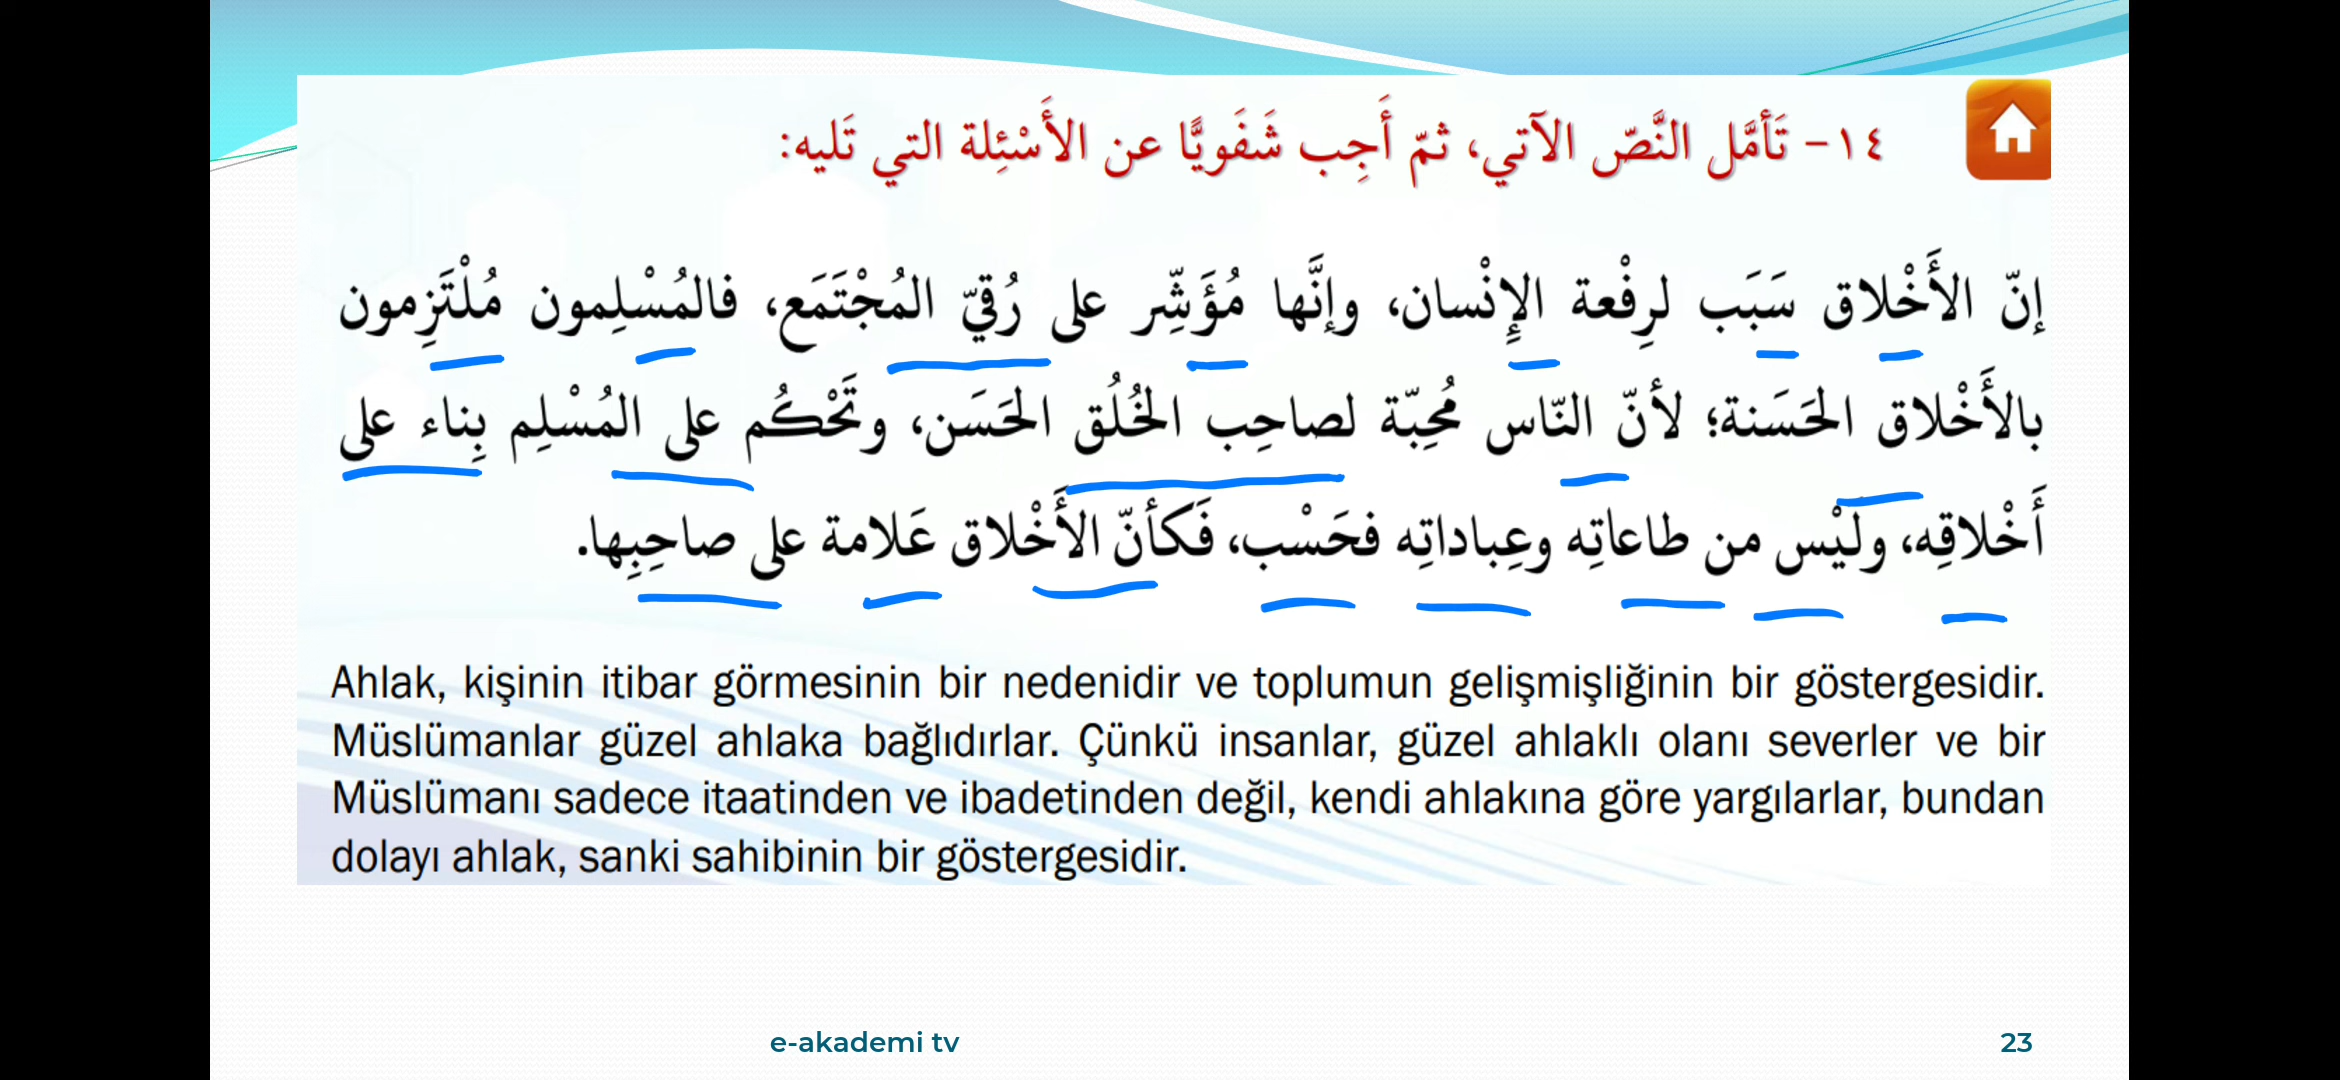 ١٤- تَأمَّل النَّصّ الآتي، ثمّ أَجِب شَفَويًّا عن الأَسْئِلة التي تَليه:
إنّ الأَخْلاق سَبَب لرِفْعة الإِنْسان، وإنَّها مُؤَشِّر على رُقيّ المُجْتَمَع، فالمُسْلِمون مُلْتَزِمون
بالأَخْلاق الحَسَنة؛ لأنّ النّاس مُحِبّة لصاحِب الخُلُق الحَسَن، وتَحْكُم على المُسْلِم بِناء على
أَخْلاقِه، وليْس من طاعاتِه وعِباداتِه فحَسْب، فَكأنّ الأَخْلاق عَلامة على صاحِبِها.
Ahlak, kişinin itibar görmesinin bir nedenidir ve toplumun gelişmişliğinin bir göstergesidir.
Müslümanlar güzel ahlaka bağlıdırlar. Çünkü insanlar, güzel ahlaklı olanı severler ve bir
Müslümanı sadece itaatinden ve ibadetinden değil, kendi ahlakına göre yargılarlar, bundan
dolayı ahlak, sanki sahibinin bir göstergesidir.
e-akademi tv
23